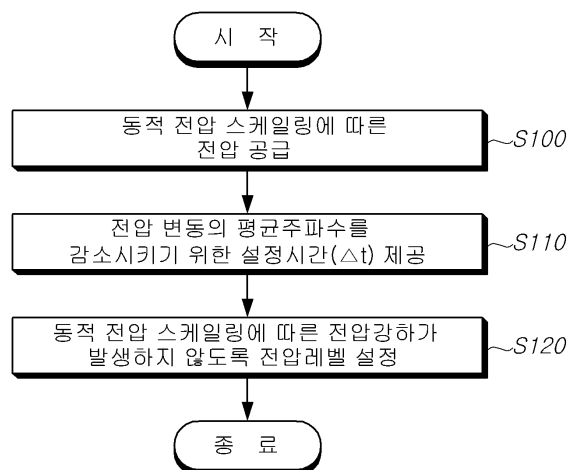 시 작
동적 전압 스케일링에 따른
전압 공급
S100
전압 변동의 평균주파수를
감소시키기 위한 설정시간(△t) 제공
S110
동적 전압 스케일링에 따른 전압강하가
발생하지 않도록 전압레벨 설정
S120
종 료